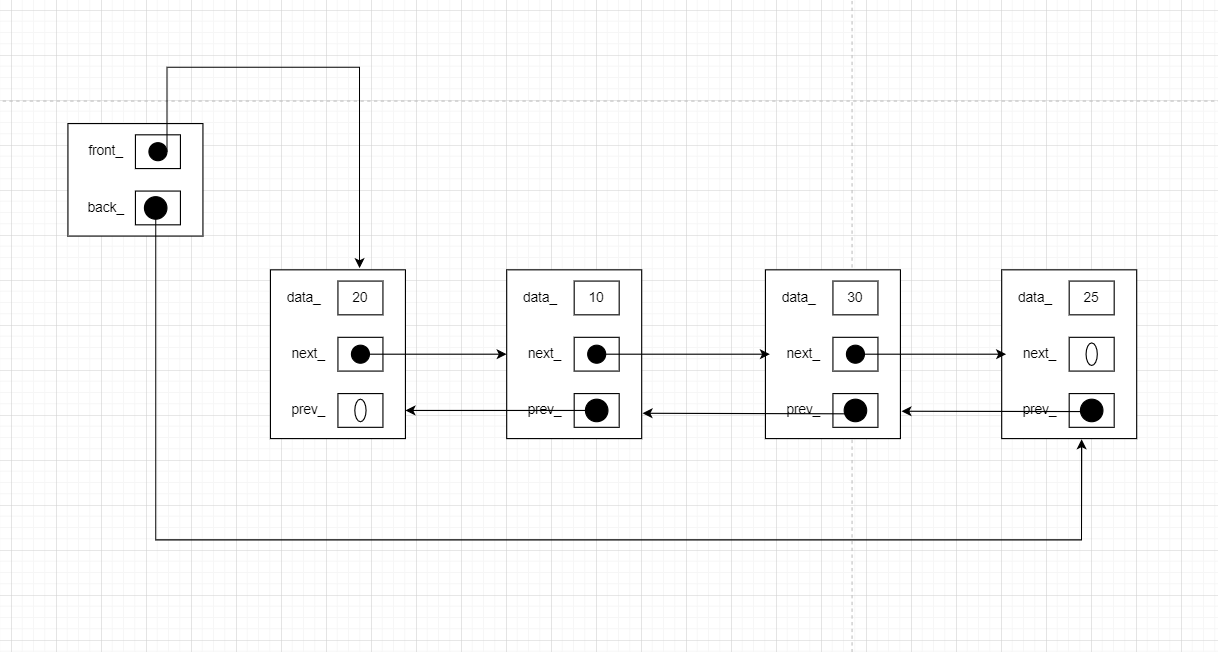 front_
back_
data_ 20
next_
prev_ 0
data_ 10
next_
prev_
data_ 30
next_
prev_
data_ 25
next_ 0
prev_